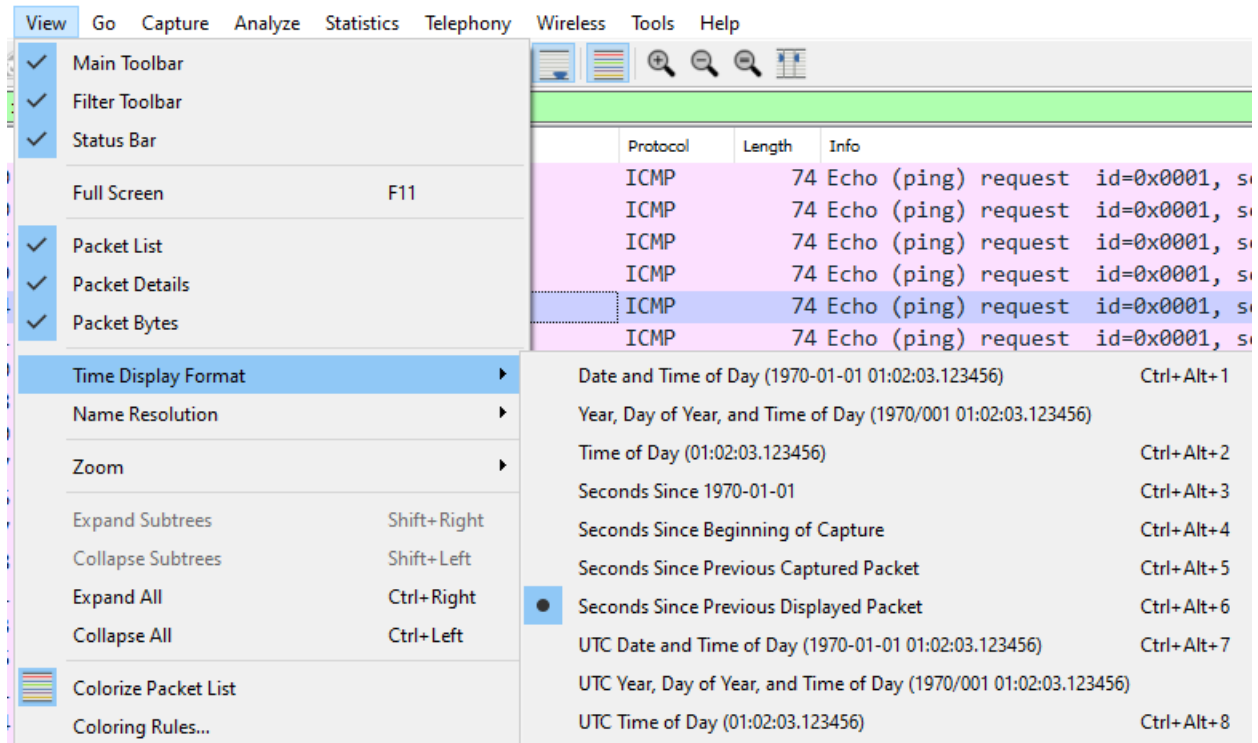 View Go Capture Analyze Statistics Telephony Wireless Tools Help
Main Toolbar
Filter Toolbar
Status Bar
Full Screen F11
Packet List
Packet Details
Packet Bytes
Time Display Format
Name Resolution
Zoom
Expand Subtrees Shift+Right
Collapse Subtrees Shift+Left
Expand All Ctrl+Right
Collapse All Ctrl+Left
Colorize Packet List
Coloring Rules...
Protocol Length Info
ICMP 74 Echo (ping) request id=0x0001,
ICMP 74 Echo (ping) request id=0x0001,
ICMP 74 Echo (ping) request id=0x0001,
ICMP 74 Echo (ping) request id=0x0001,
ICMP 74 Echo (ping) request id=0x0001,
ICMP 74 Echo (ping) request id=0x0001,
Date and Time of Day (1970-01-01 01:02:03.123456) Ctrl+Alt+1
Year, Day of Year, and Time of Day (1970/001 01:02:03.123456)
Time of Day (01:02:03.123456) Ctrl+Alt+2
Seconds Since 1970-01-01 Ctrl+Alt+3
Seconds Since Beginning of Capture Ctrl+Alt+4
Seconds Since Previous Captured Packet Ctrl+Alt+5
Seconds Since Previous Displayed Packet Ctrl+Alt+6
UTC Date and Time of Day (1970-01-01 01:02:03.123456) Ctrl+Alt+7
UTC Year, Day of Year, and Time of Day (1970/001 01:02:03.123456)
UTC Time of Day (01:02:03.123456) Ctrl+Alt+8